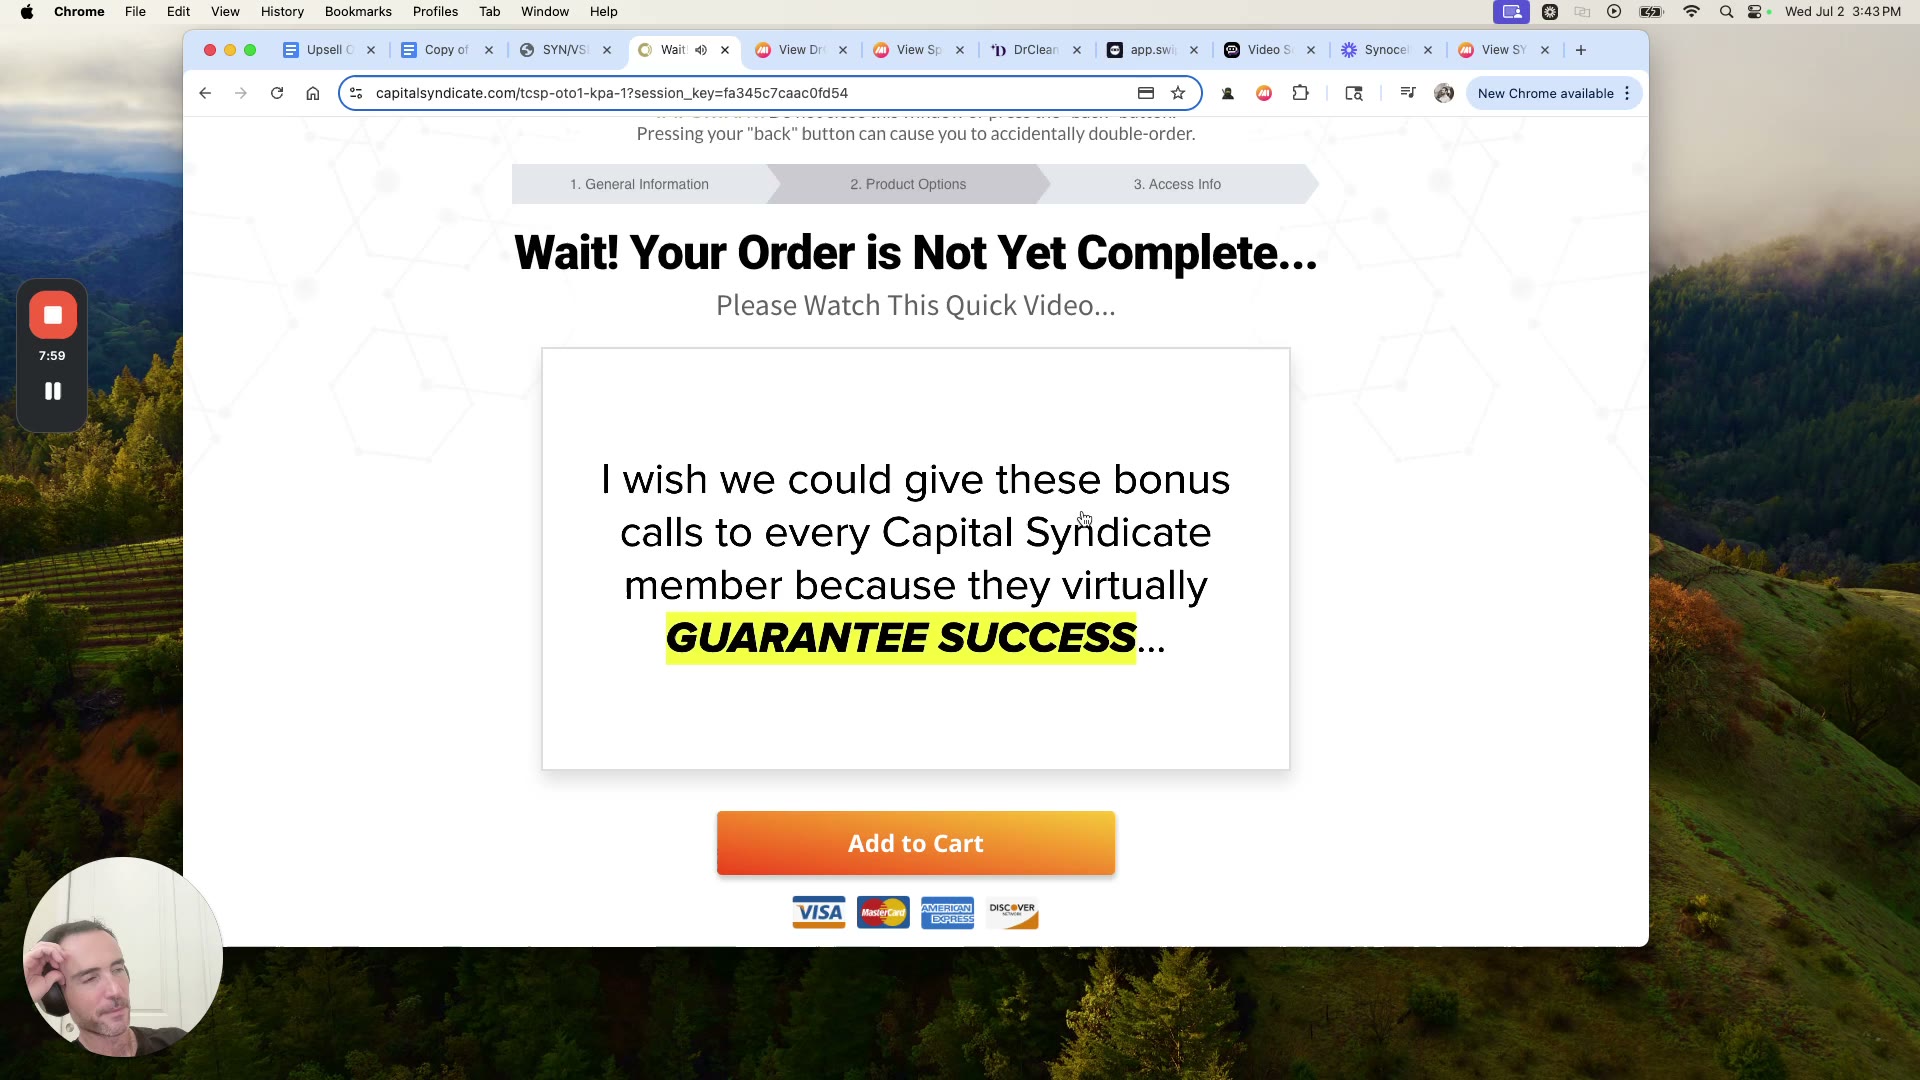 Chrome File Edit View History Bookmarks Profiles Tab Window Help Wed Jul 2 3:43 PM
Upsell Copy of SYN/VSL Wait! View Dr View Sp DrClean app.swi Video S Synocel View SY
capitalsyndicate.com/tcsp-oto1-kpa-1?session_key=fa345c7caac0fd54 New Chrome available
Pressing your "back" button can cause you to accidentally double-order.
1. General Information 2. Product Options 3. Access Info
Wait! Your Order is Not Yet Complete...
Please Watch This Quick Video...
7:59
I wish we could give these bonus
calls to every Capital Syndicate
member because they virtually
GUARANTEE SUCCESS...
Add to Cart
VISA MasterCard AMERICAN EXPRESS DISCOVER